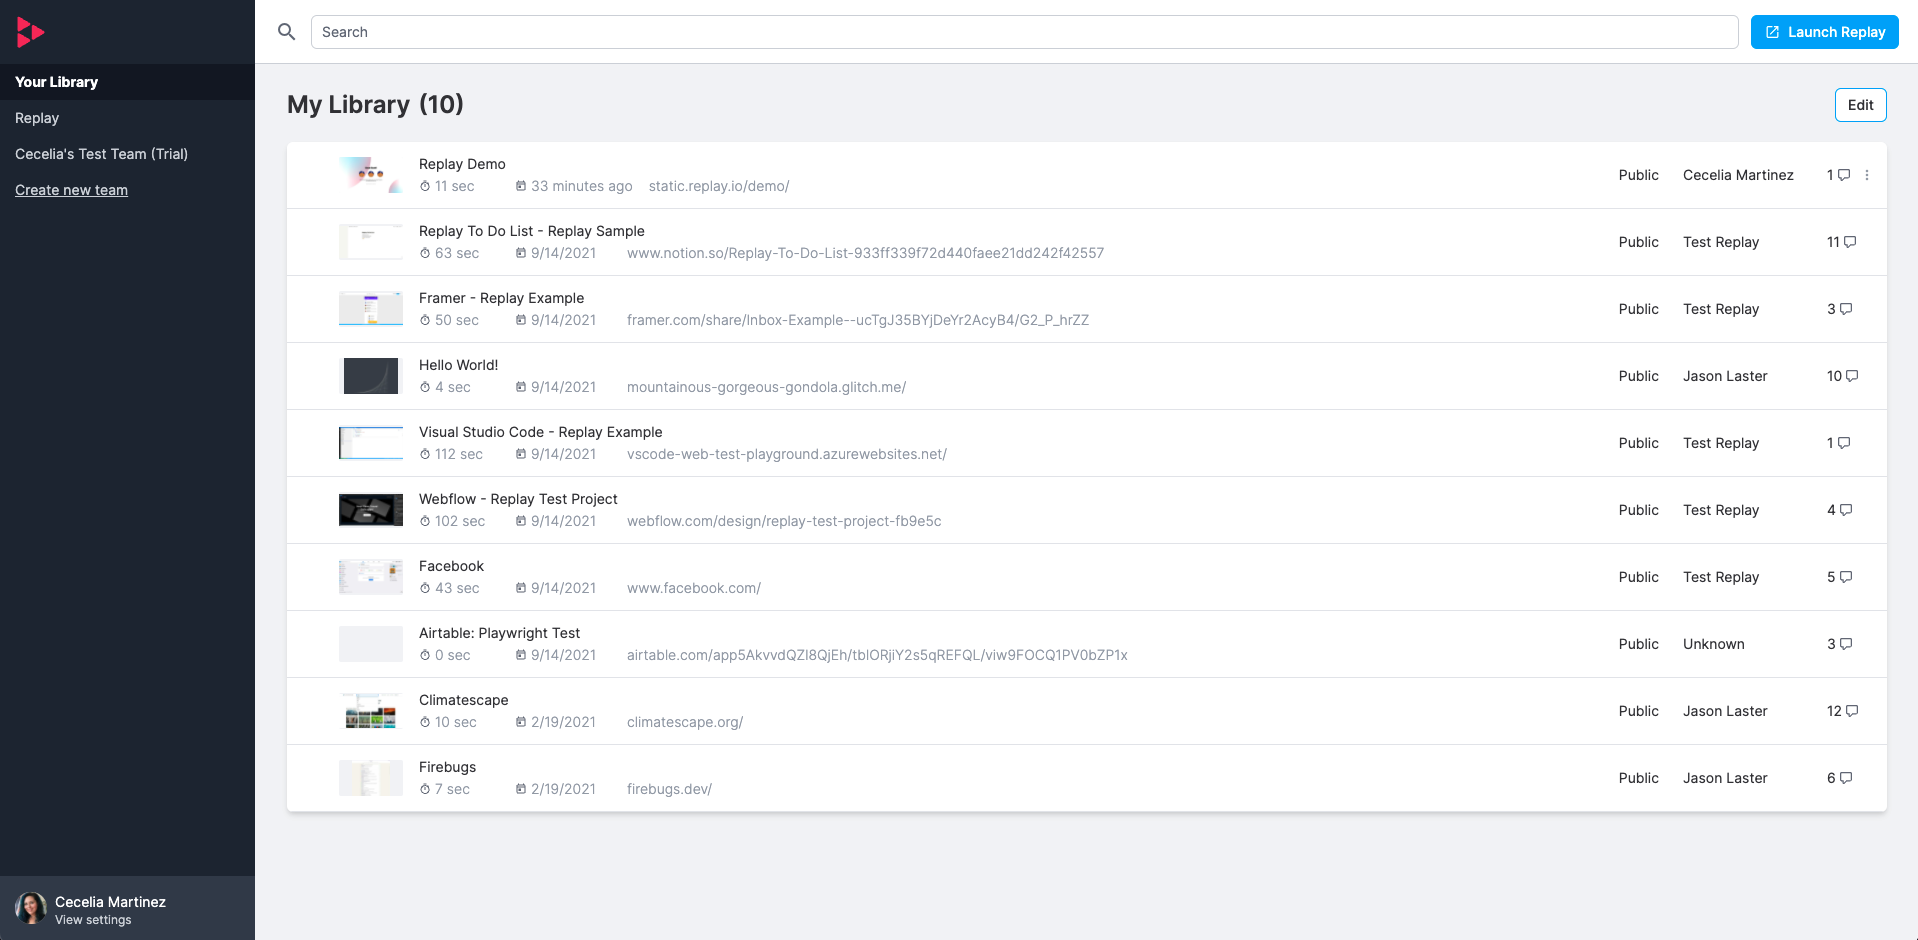 Search
Launch Replay
Your Library
Replay
Cecelia's Test Team (Trial)
Create new team
My Library (10)
Edit
Replay Demo
11 sec 33 minutes ago static.replay.io/demo/
Public Cecelia Martinez 1
Replay To Do List - Replay Sample
63 sec 9/14/2021 www.notion.so/Replay-To-Do-List-933ff339f72d440faee21dd242f42557
Public Test Replay 11
Framer - Replay Example
50 sec 9/14/2021 framer.com/share/Inbox-Example--ucTgJ35BYjDeYr2AcyB4/G2_P_hrZZ
Public Test Replay 3
Hello World!
4 sec 9/14/2021 mountainous-gorgeous-gondola.glitch.me/
Public Jason Laster 10
Visual Studio Code - Replay Example
112 sec 9/14/2021 vscode-web-test-playground.azurewebsites.net/
Public Test Replay 1
Webflow - Replay Test Project
102 sec 9/14/2021 webflow.com/design/replay-test-project-fb9e5c
Public Test Replay 4
Facebook
43 sec 9/14/2021 www.facebook.com/
Public Test Replay 5
Airtable: Playwright Test
0 sec 9/14/2021 airtable.com/app5AkvvdQZI8QjEh/tblORjiY2s5qREFQL/viw9FOCQ1PV0bZP1x
Public Unknown 3
Climatescape
10 sec 2/19/2021 climatescape.org/
Public Jason Laster 12
Firebugs
7 sec 2/19/2021 firebugs.dev/
Public Jason Laster 6
Cecelia Martinez
View settings